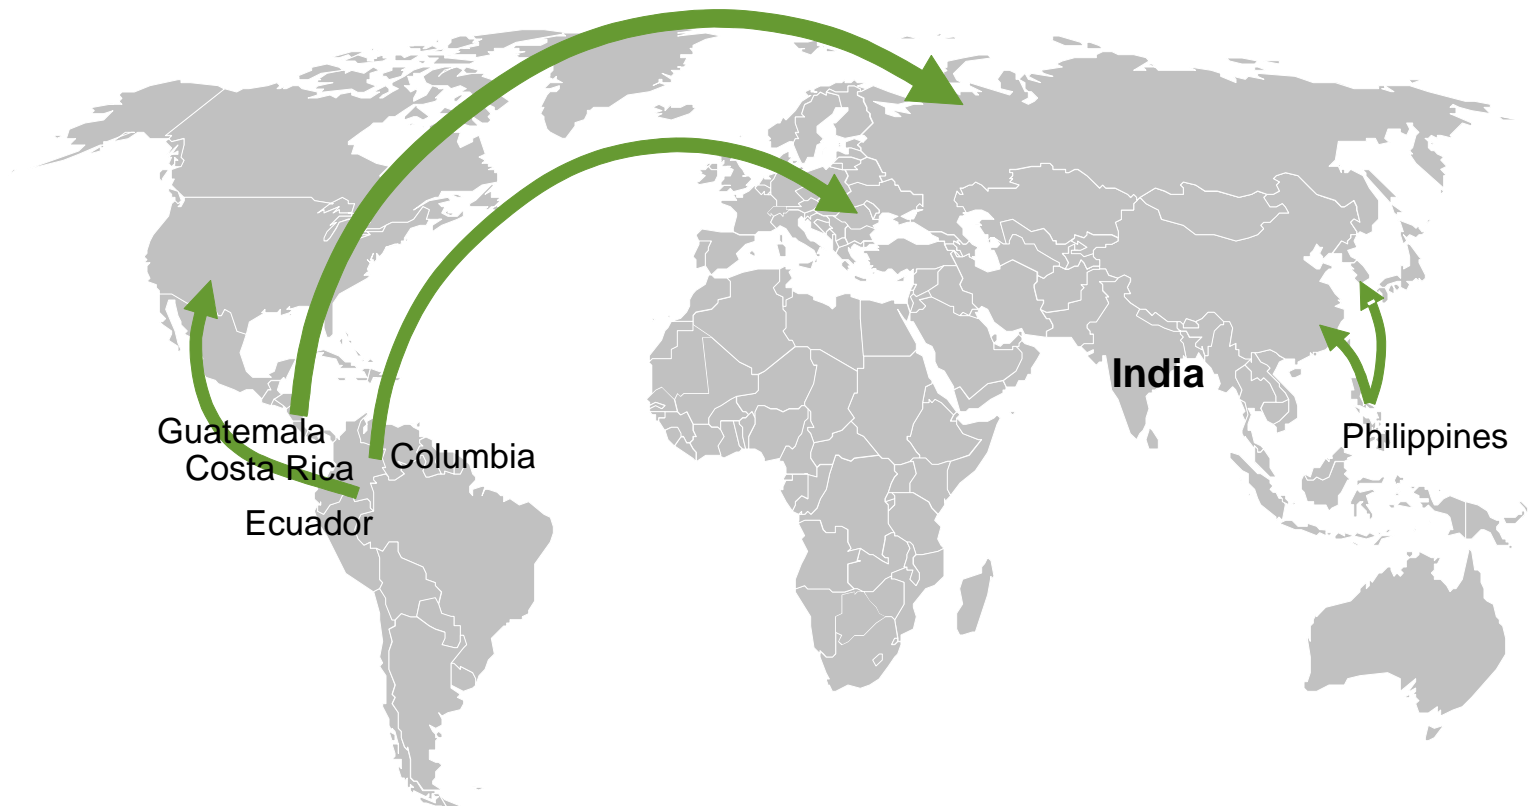 India
Guatemala
Costa Rica
Columbia
Ecuador
Philippines